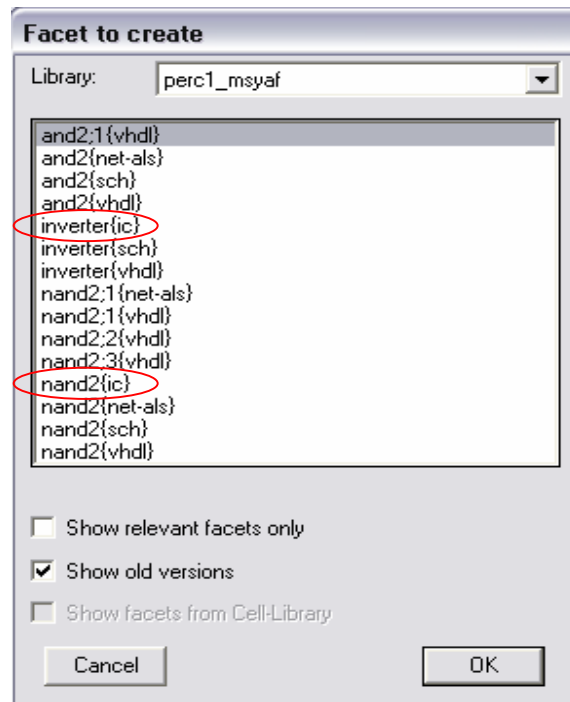 Facet to create
Library: perc1_msyaf
and2;1{vhdl}
and2{net-als}
and2{sch}
and2{vhdl}
inverter{ic}
inverter{sch}
inverter{vhdl}
nand2;1{net-als}
nand2;1{vhdl}
nand2;2{vhdl}
nand2;3{vhdl}
nand2{ic}
nand2{net-als}
nand2{sch}
nand2{vhdl}
Show relevant facets only
Show old versions
Show facets from Cell-Library
Cancel OK